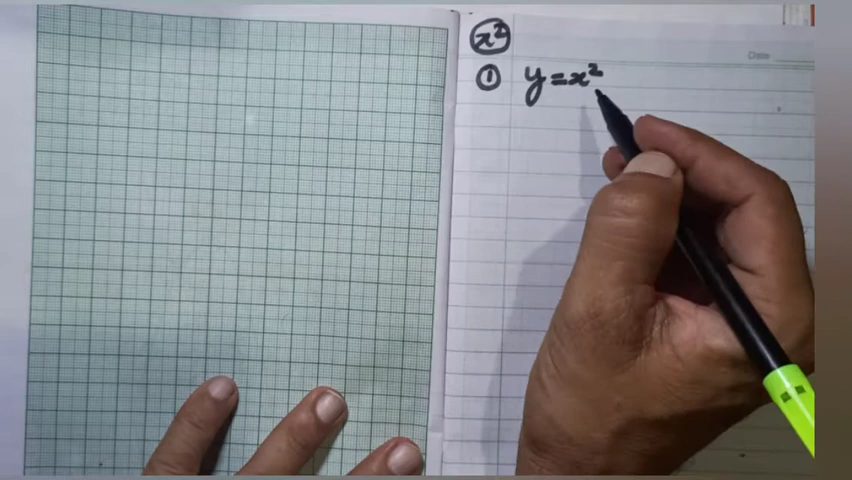 x²
Date
① y=x²